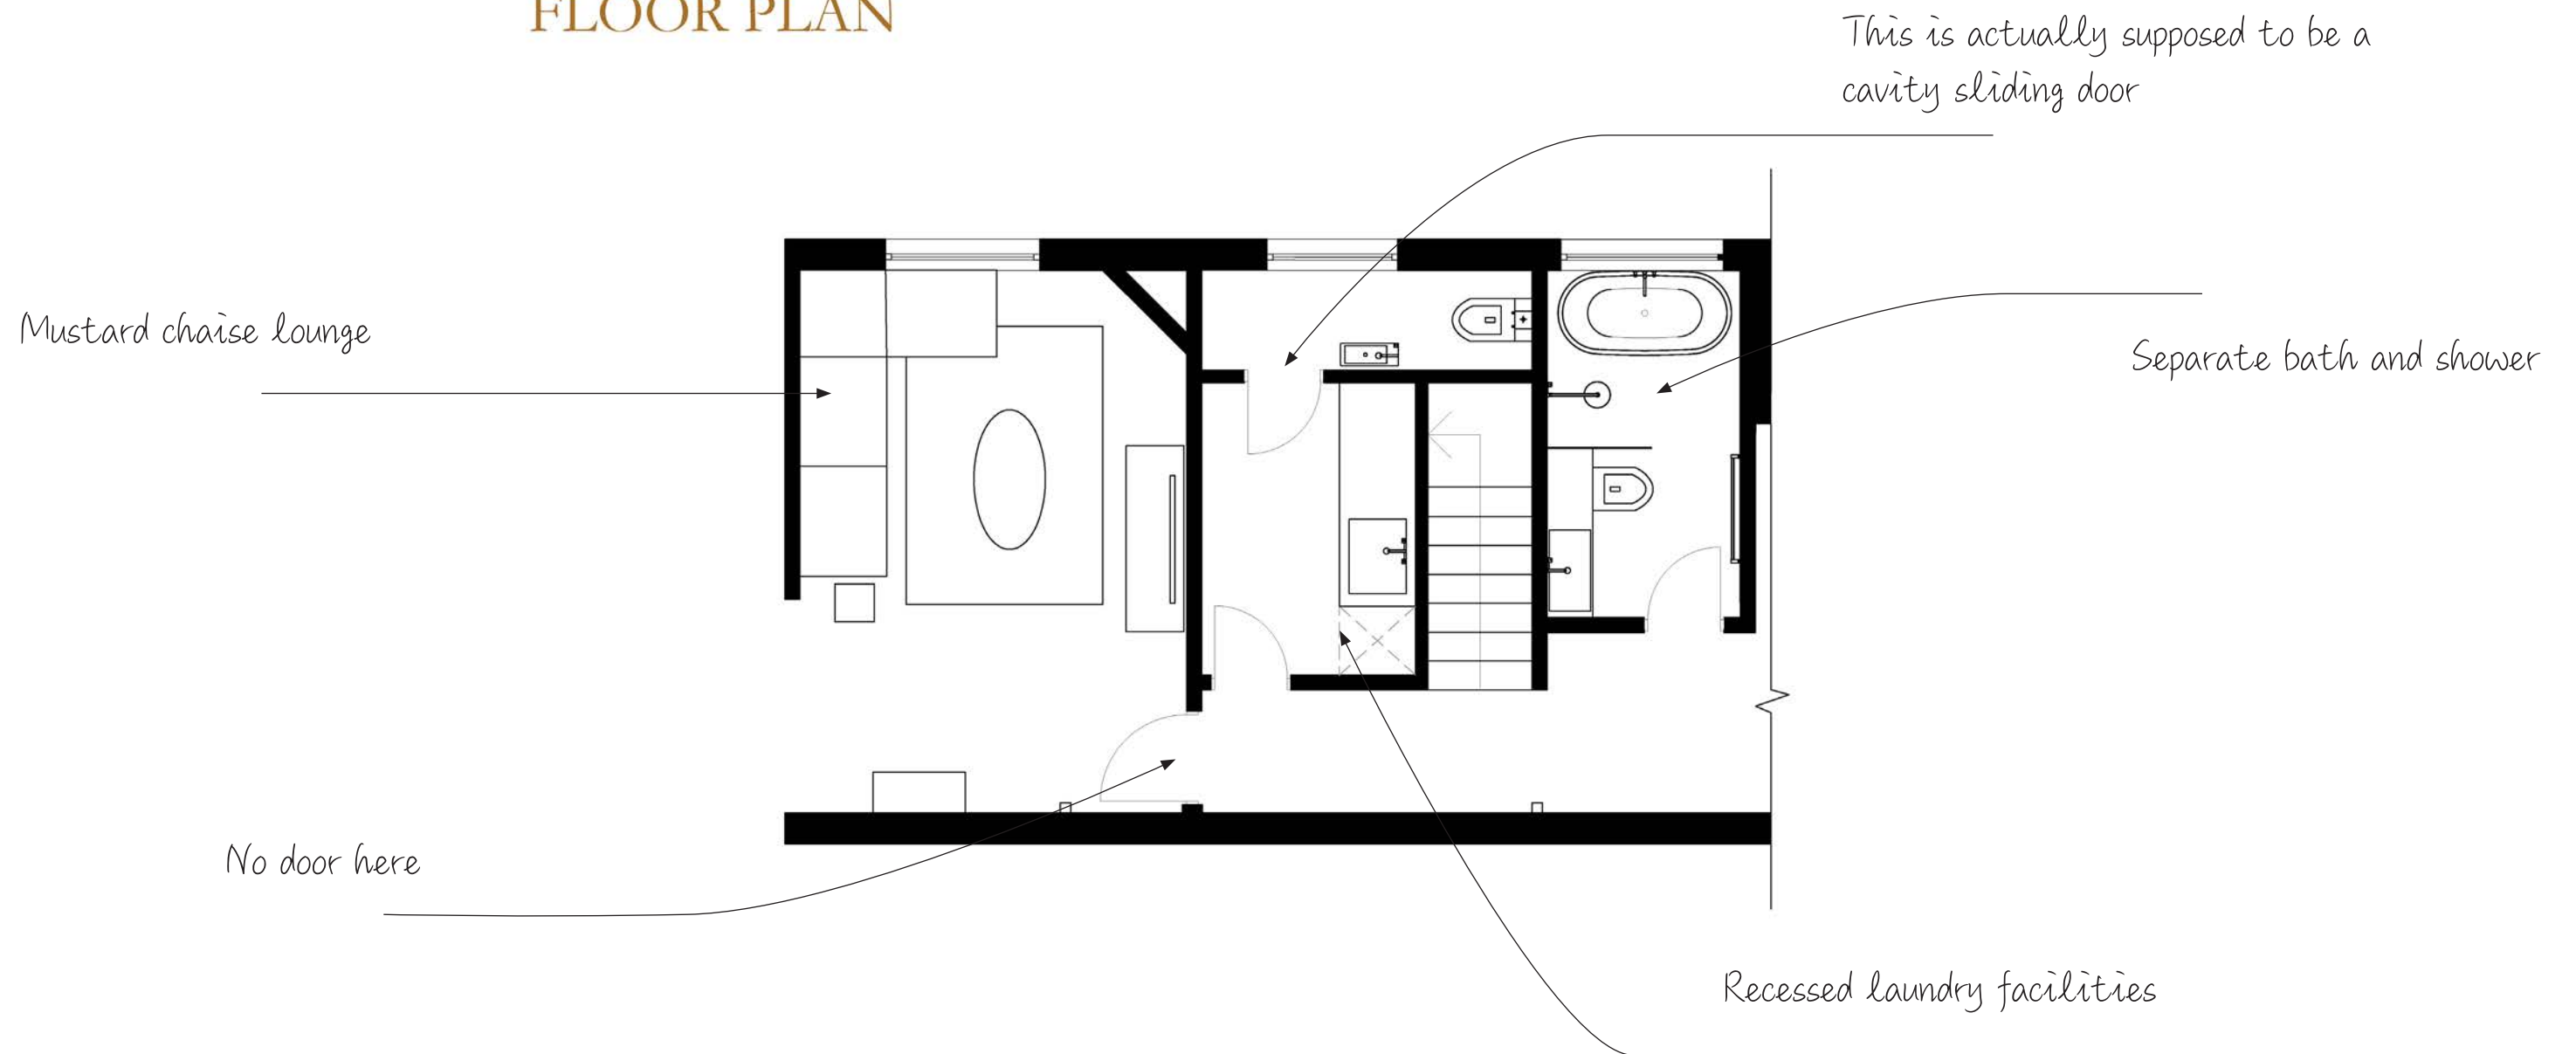 FLOOR PLAN
This is actually supposed to be a
cavity sliding door
Mustard chaise lounge
Separate bath and shower
No door here
Recessed laundry facilities